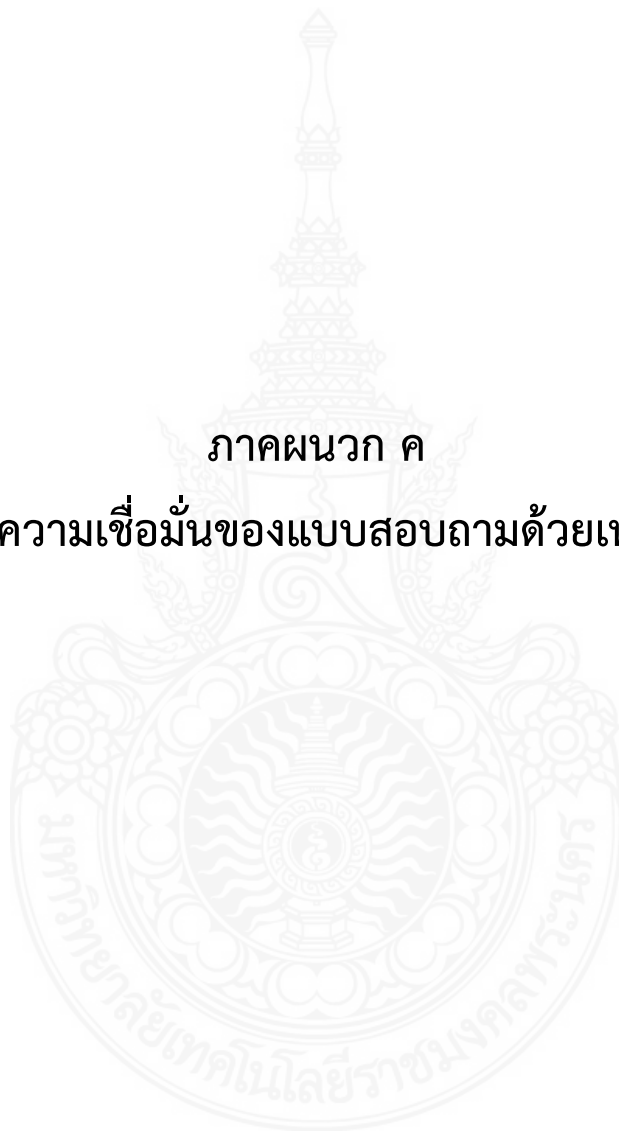 ภาคผนวก ค
ความเชื่อมั่นของแบบสอบถามด้วยเ
มหาวิทยาลัยเทคโนโลยีราชมงคลพระนคร